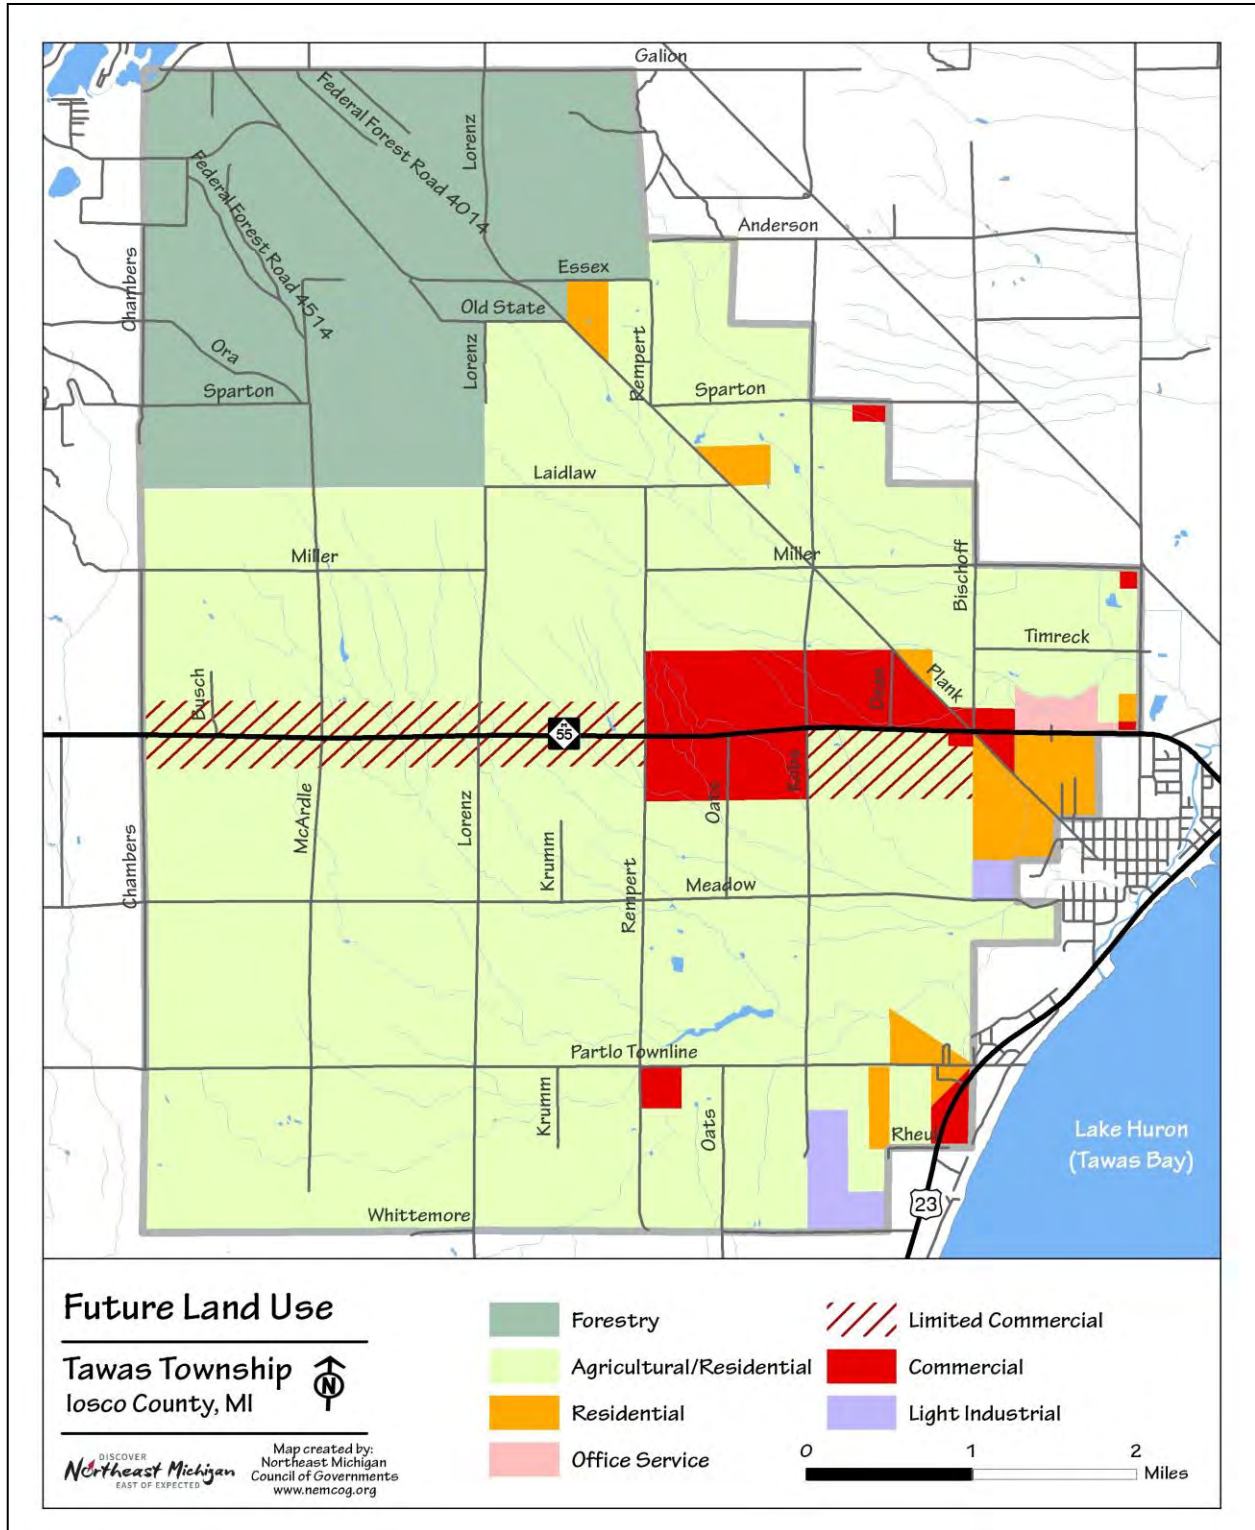 Galion
Federal Forest Road 4014
Lorenz
Federal Forest Road 4514
Anderson
Chambers
Essex
Old State
Rempert
Ora
Lorenz
Sparton
Sparton
Laidlaw
Miller
Miller
Bischoff
Timreck
Busch
Dean
Plank
M
55
Kobs
Oats
McArdle
Lorenz
Krumm
Chambers
Rempert
Meadow
Partlo Townline
Krumm
Oats
Rheul
Lake Huron
(Tawas Bay)
Whittemore
23
Future Land Use
Tawas Township
Iosco County, MI
N
DISCOVER
Northeast Michigan
EAST OF EXPECTED
Map created by:
Northeast Michigan
Council of Governments
www.nemcog.org
Forestry
Agricultural/Residential
Residential
Office Service
Limited Commercial
Commercial
Light Industrial
0 1 2
Miles